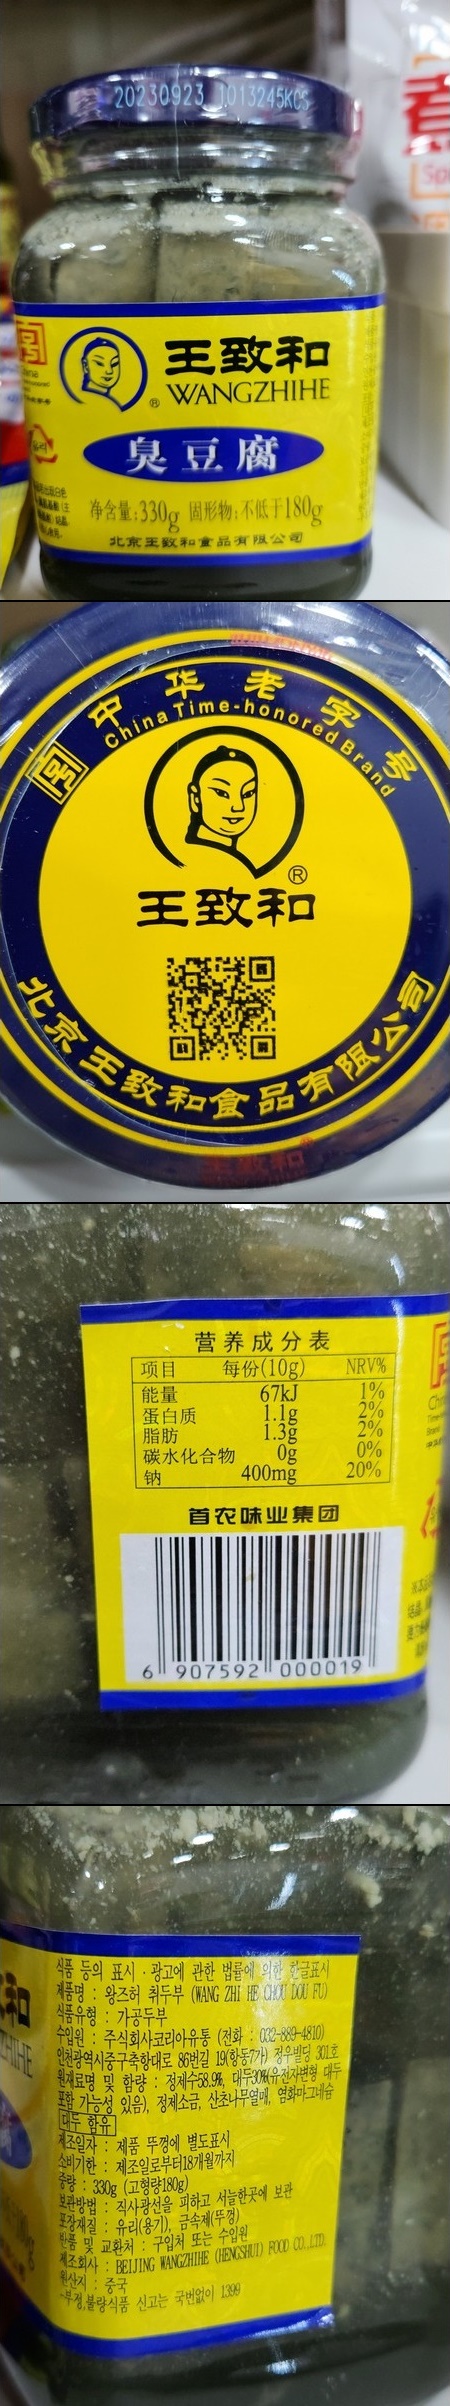 20230923 1013245KCS
王致和
WANGZHIHE
®
臭豆腐
净含量:330g 固形物:不低于180g
北京王致和食品有限公司
中华老字号
China Time-honored Brand
®
王致和
北京王致和食品有限公司
营养成分表
项目 每份(10g) NRV%
能量 67kJ 1%
蛋白质 1.1g 2%
脂肪 1.3g 2%
碳水化合物 0g 0%
钠 400mg 20%
首农味业集团
6 907592 000019
식품 등의 표시·광고에 관한 법률에 의한 한글표시
제품명 : 왕즈허 취두부 (WANG ZHI HE CHOU DOU FU)
식품유형 : 가공두부
수입원 : 주식회사코리아유통 (전화 : 032-889-4810)
인천광역시중구축항대로 86번길 19(항동7가) 정우빌딩 301호
원재료명 및 함량 : 정제수58.9%, 대두30%(유전자변형 대두
포함 가능성 있음), 정제소금, 산초나무열매, 염화마그네슘
대두 함유
제조일자 : 제품 뚜껑에 별도표시
소비기한 : 제조일로부터18개월까지
중량 : 330g (고형량180g)
보관방법 : 직사광선을 피하고 서늘한곳에 보관
포장재질 : 유리(용기), 금속제(뚜껑)
반품 및 교환처 : 구입처 또는 수입원
제조회사 : BEIJING WANGZHIHE (HENGSHUI) FOOD CO.,LTD.
원산지 : 중국
-부정,불량식품 신고는 국번없이 1399